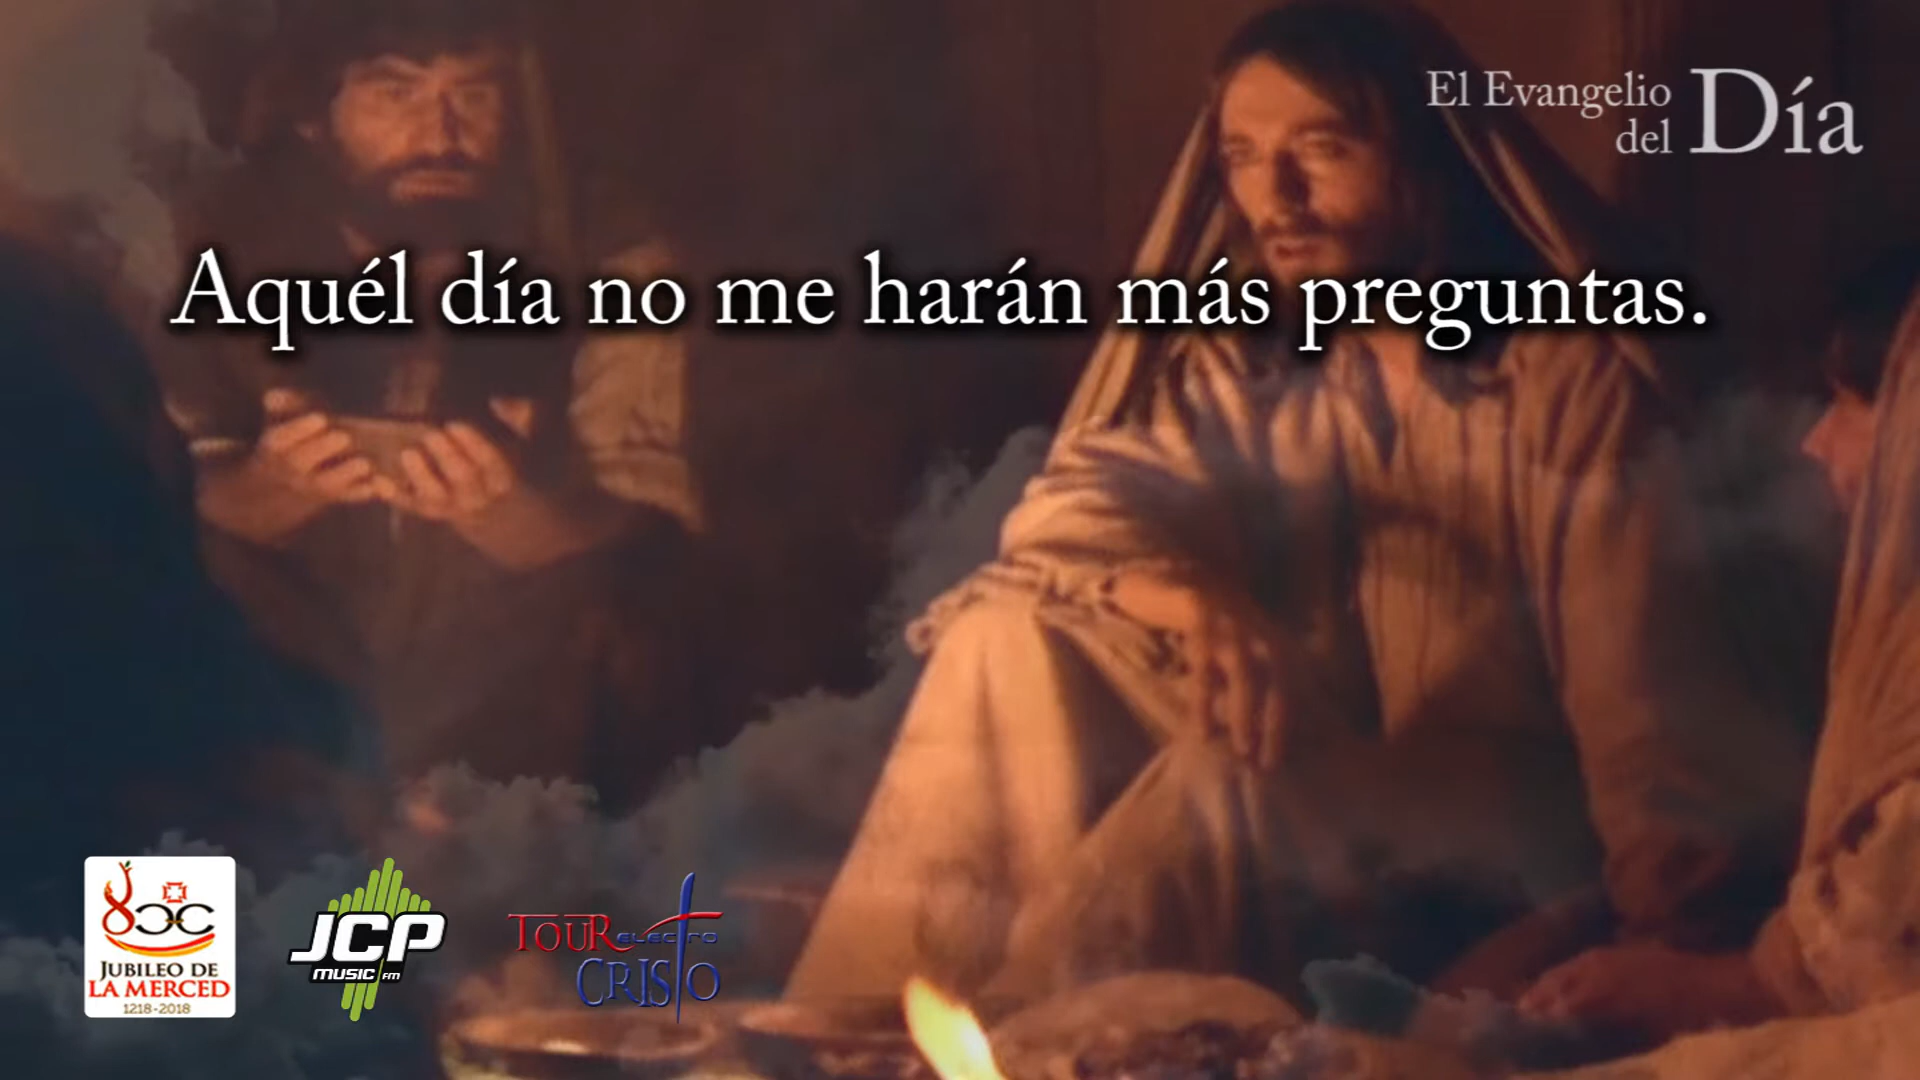 El Evangelio
del Día
Aquél día no me harán más preguntas.
JUBILEO DE
LA MERCED
1218-2018
JCP
MUSIC FM
TOUR ELECTRO
CRISTO